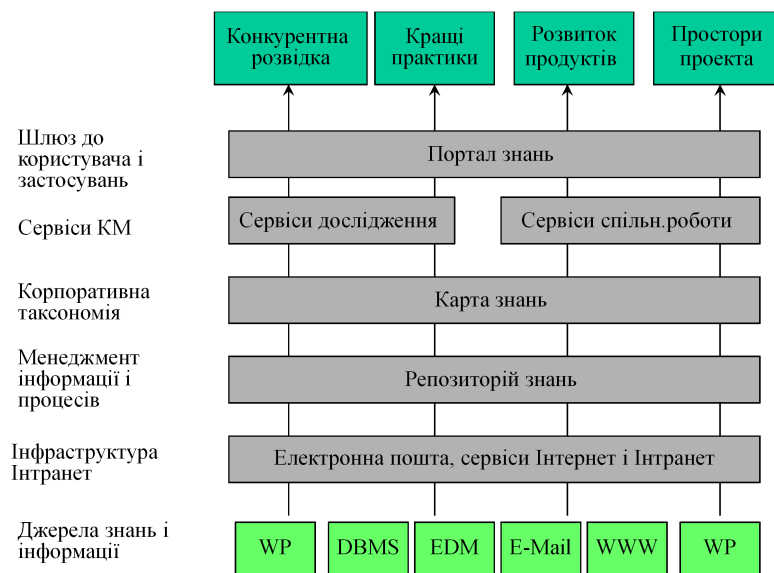 Конкурентна
розвідка
Кращі
практики
Розвиток
продуктів
Простори
проекта
Шлюз до
користувача і
застосувань
Портал знань
Сервіси КМ
Сервіси дослідження
Сервіси спільн.роботи
Корпоративна
таксономія
Карта знань
Менеджмент
інформації і
процесів
Репозиторій знань
Інфраструктура
Інтранет
Електронна пошта, сервіси Інтернет і Інтранет
Джерела знань і
інформації
WP
DBMS
EDM
E-Mail
WWW
WP